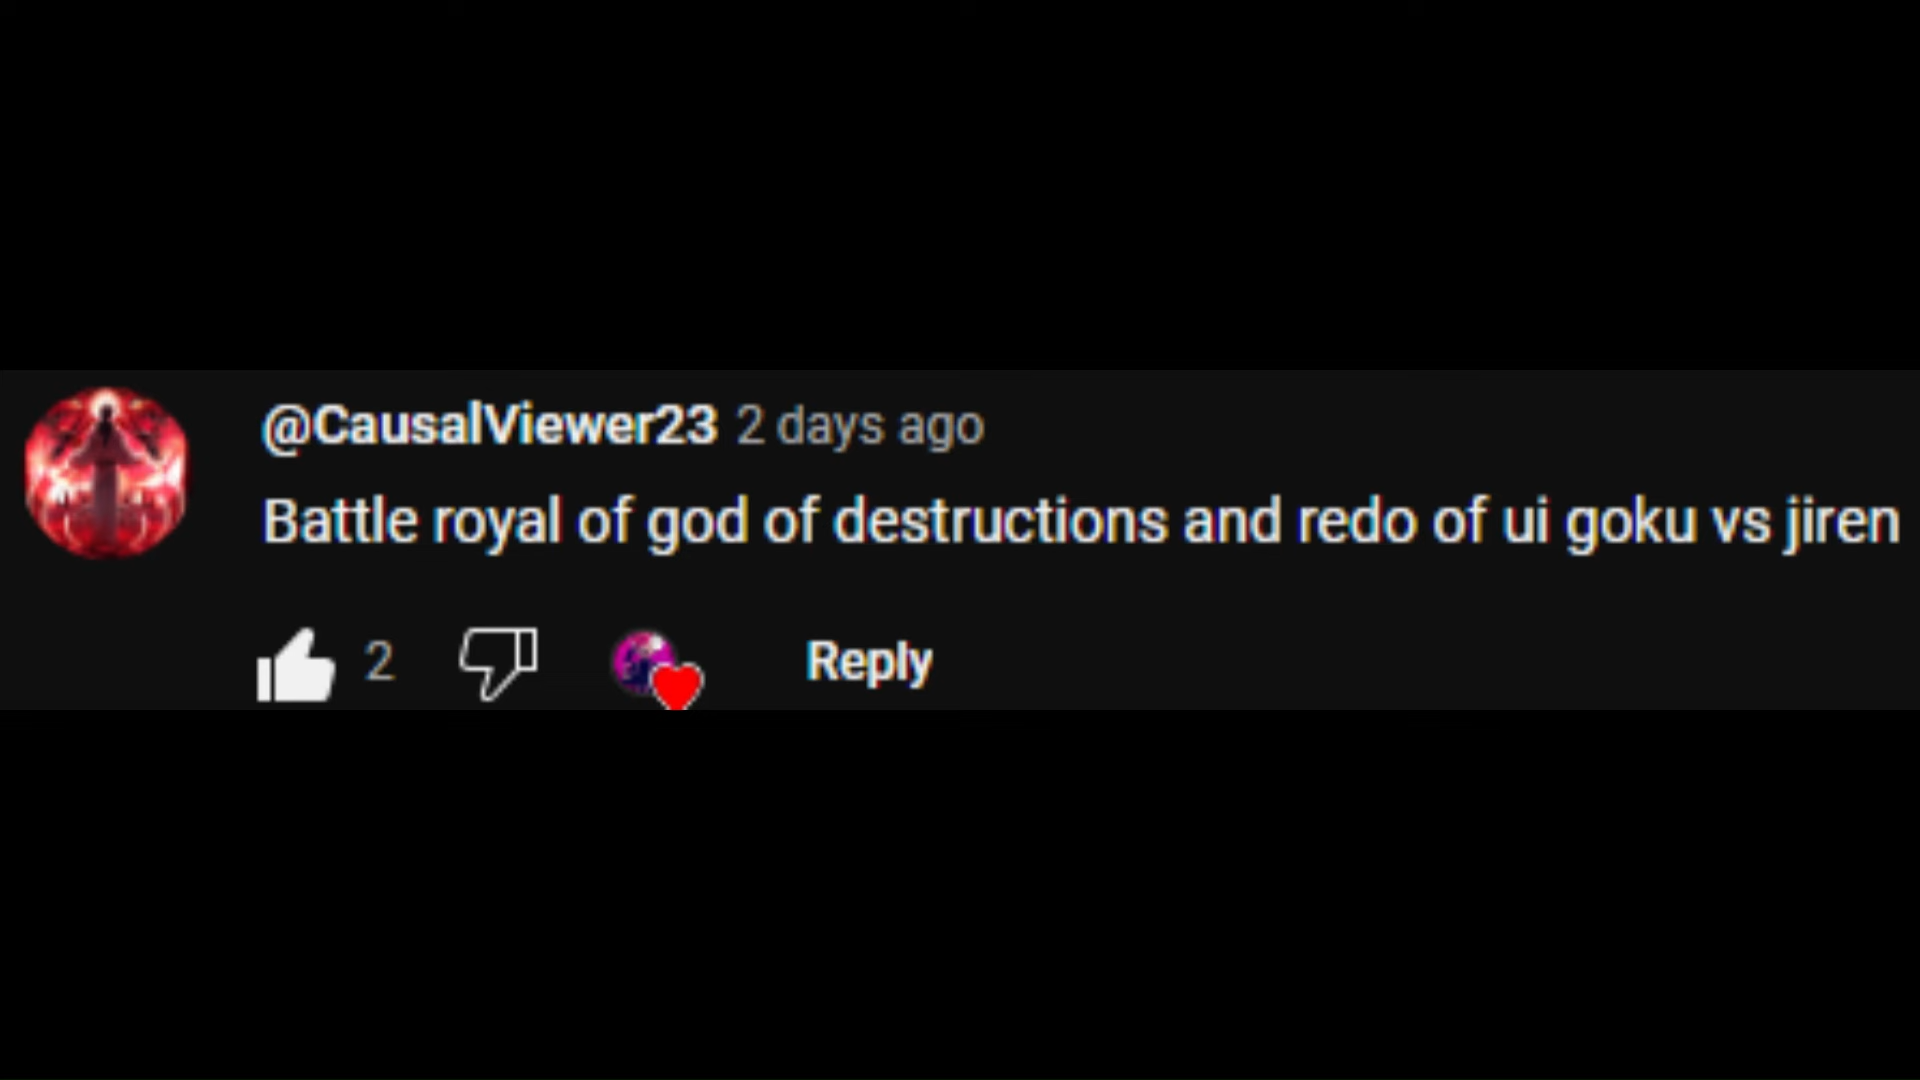 @CausalViewer23 2 days ago
Battle royal of god of destructions and redo of ui goku vs jiren
2 Reply